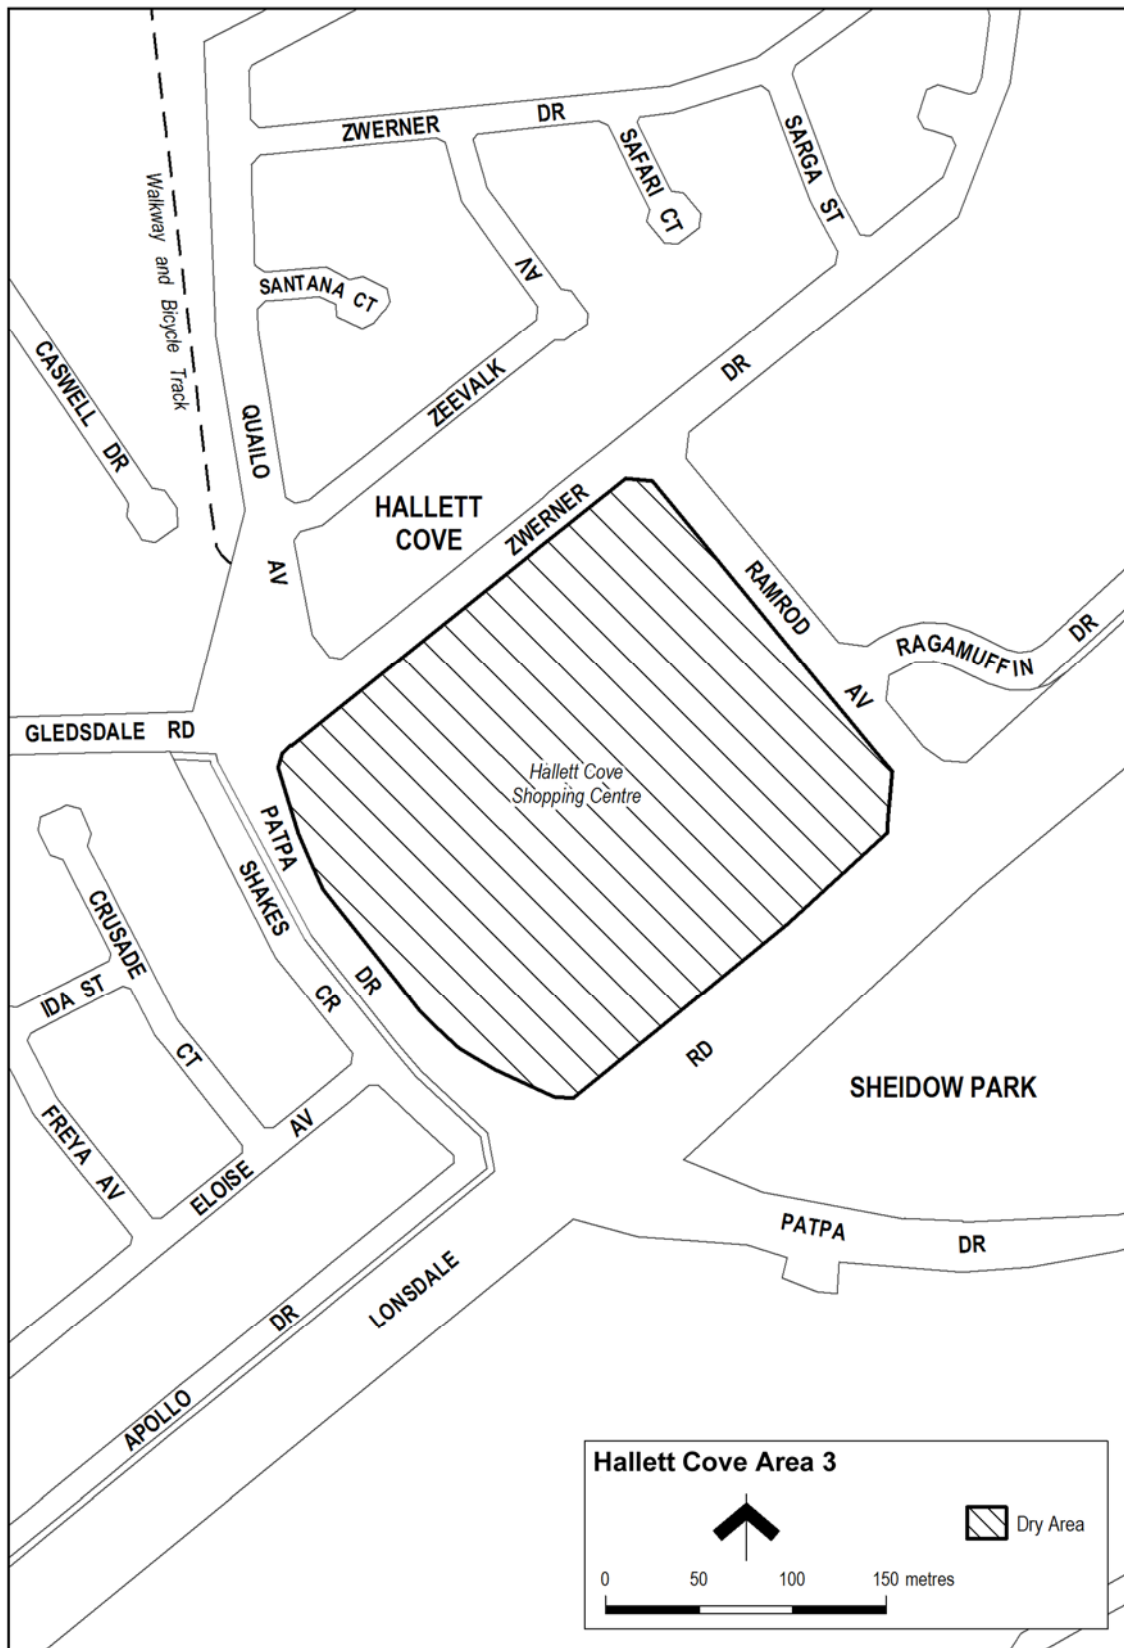 ZWERNER DR
SAFARI CT
SARGA ST
Walkway and Bicycle Track
SANTANA CT
AV
CASWELL DR
QUAILO
ZEEVALK
DR
HALLETT
COVE
ZWERNER
AV
RAMROD
RAGAMUFFIN DR
AV
GLEDSDALE RD
Hallett Cove
Shopping Centre
PATPA
SHAKES
CRUSADE
DR
CR
IDA ST
CT
RD
SHEIDOW PARK
FREYA AV
ELOISE AV
PATPA DR
LONSDALE
APOLLO DR
Hallett Cove Area 3
Dry Area
0 50 100 150 metres